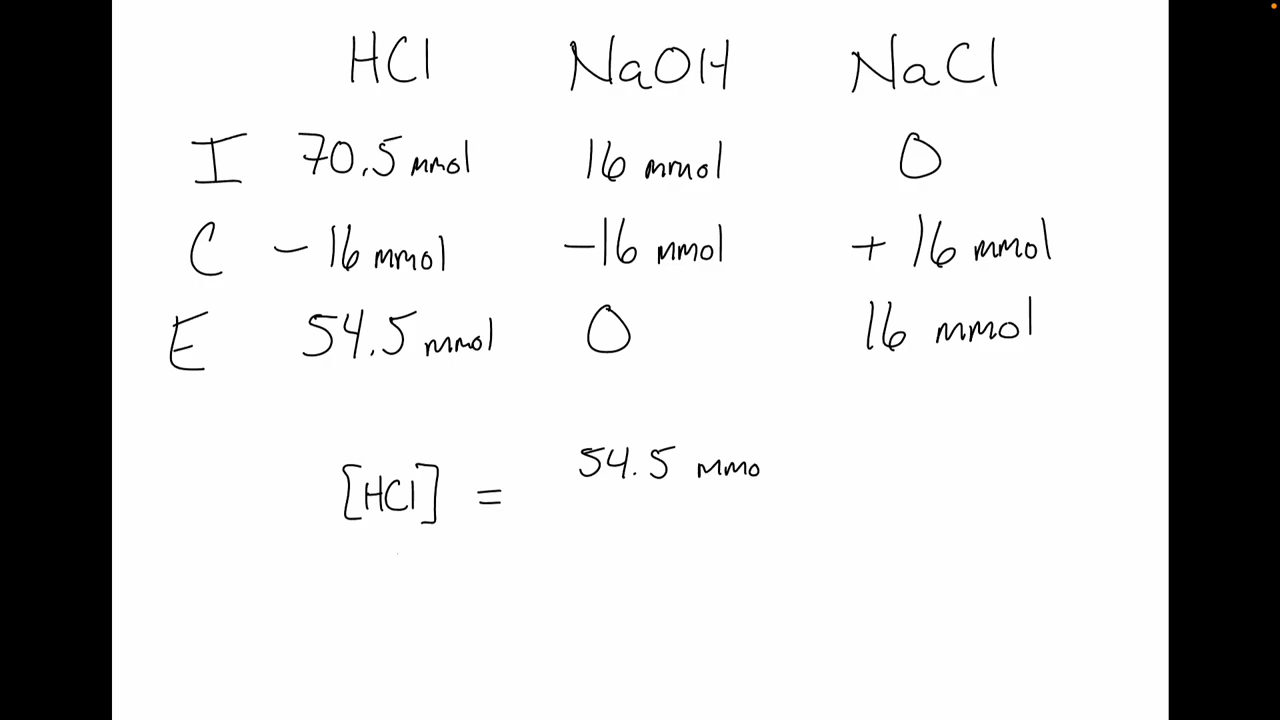 HCl NaOH NaCl
I 70.5 mmol 16 mmol 0
C - 16 mmol -16 mmol + 16 mmol
E 54.5 mmol 0 16 mmol
54.5 mmo
[HCl] =